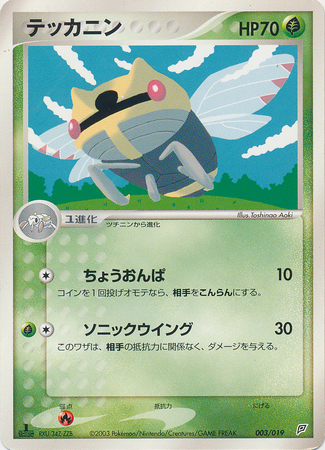 テッカニン HP70
Illus. Toshinao Aoki
1進化
ツチニンから進化
ちょうおんぱ 10
コインを1回投げオモテなら、相手をこんらんにする。
ソニックウイング 30
このワザは、相手の抵抗力に関係なく、ダメージを与える。
弱点 抵抗力 にげる
1
©2003 Pokémon/Nintendo/Creatures/GAME FREAK. 003/019